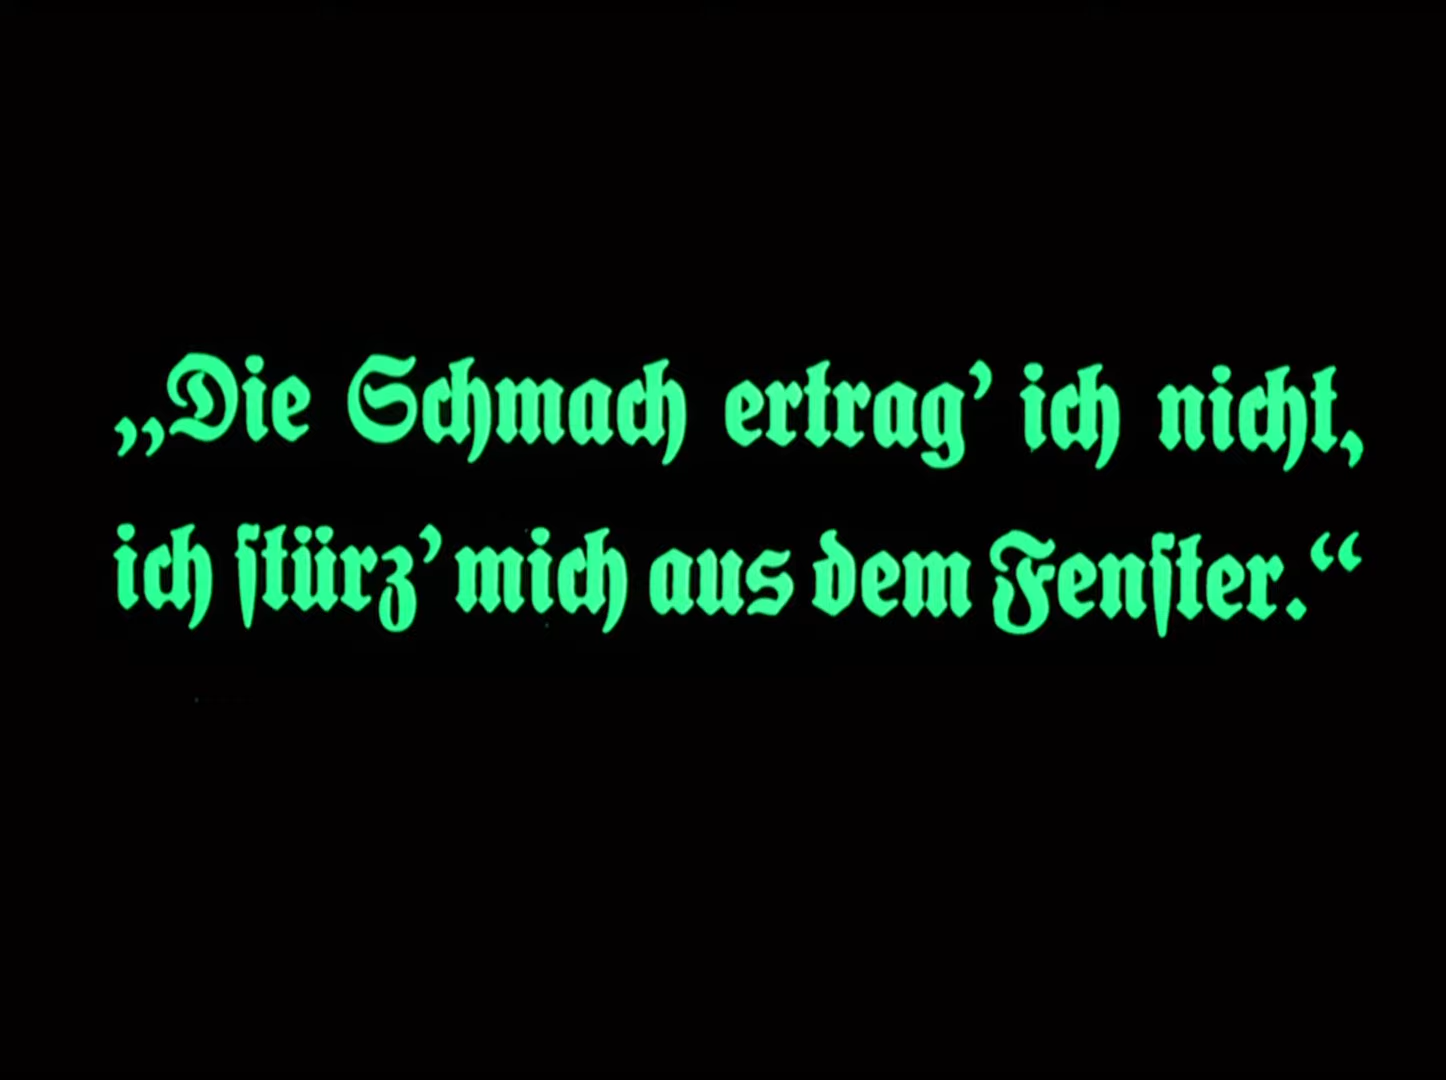 „Die Schmach ertrag’ ich nicht,
ich ſtürz’ mich aus dem Fenſter.“